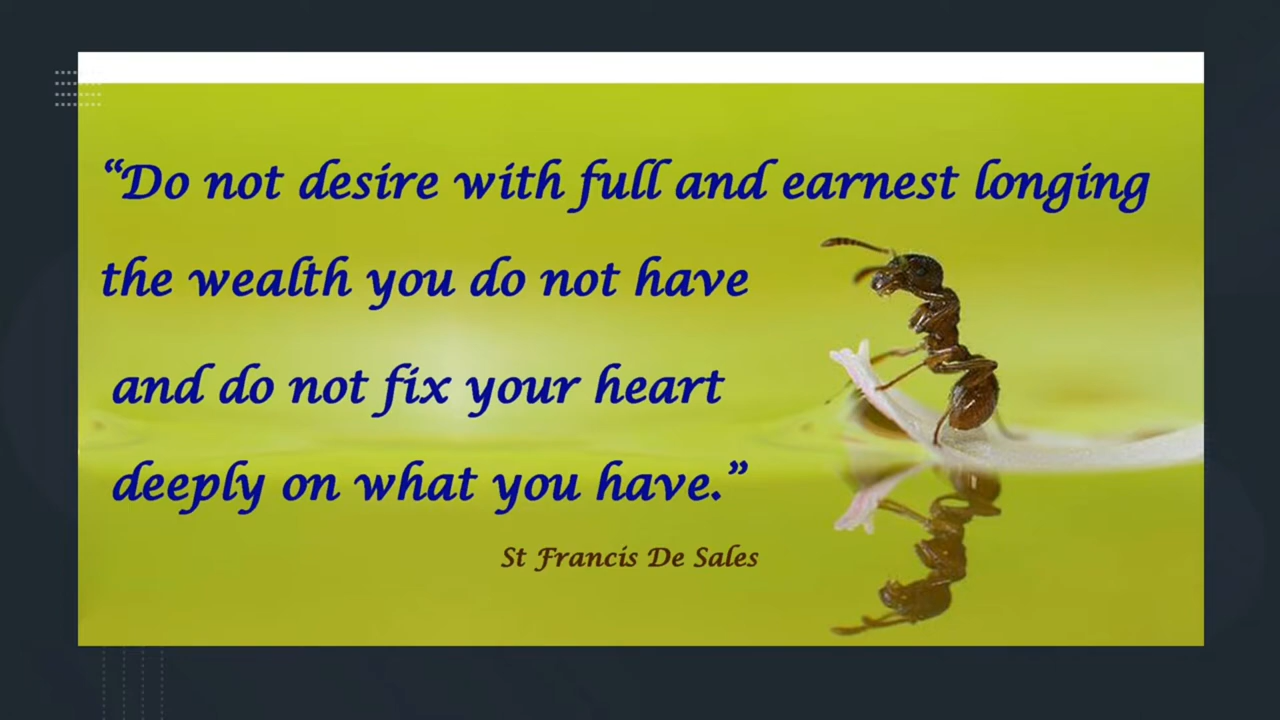 “Do not desire with full and earnest longing
the wealth you do not have
and do not fix your heart
deeply on what you have.”
St Francis De Sales